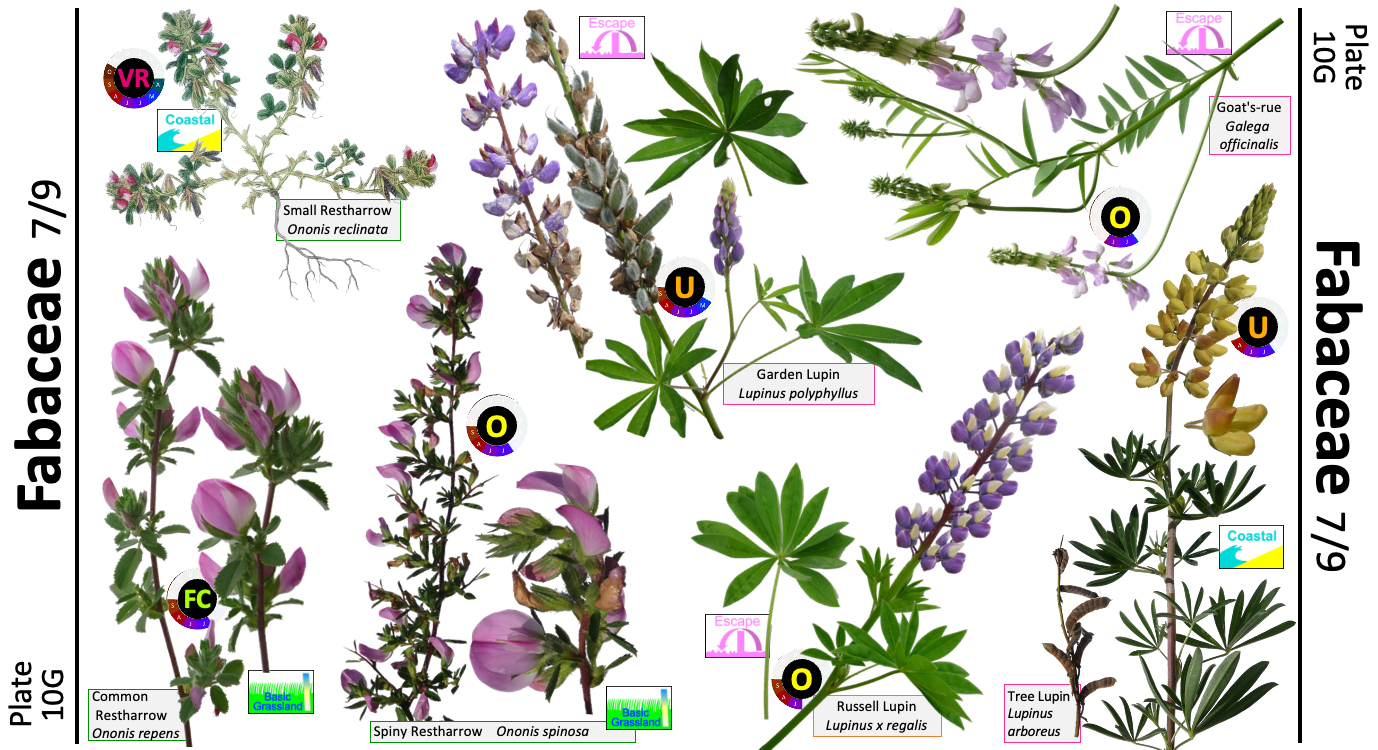 Fabaceae 7/9
Plate
10G
VR
O
S
A
J
J
M
A
Coastal
Small Restharrow
Ononis reclinata
FC
S
A
J
J
Common
Restharrow
Ononis repens
Basic
Grassland
O
S
A
J
J
Spiny Restharrow Ononis spinosa
Basic
Grassland
Escape
U
S
A
J
J
M
Garden Lupin
Lupinus polyphyllus
Escape
Goat's-rue
Galega
officinalis
O
J
J
Escape
O
S
A
J
Russell Lupin
Lupinus x regalis
U
A
J
J
Coastal
Tree Lupin
Lupinus
arboreus
Plate
10G
Fabaceae 7/9